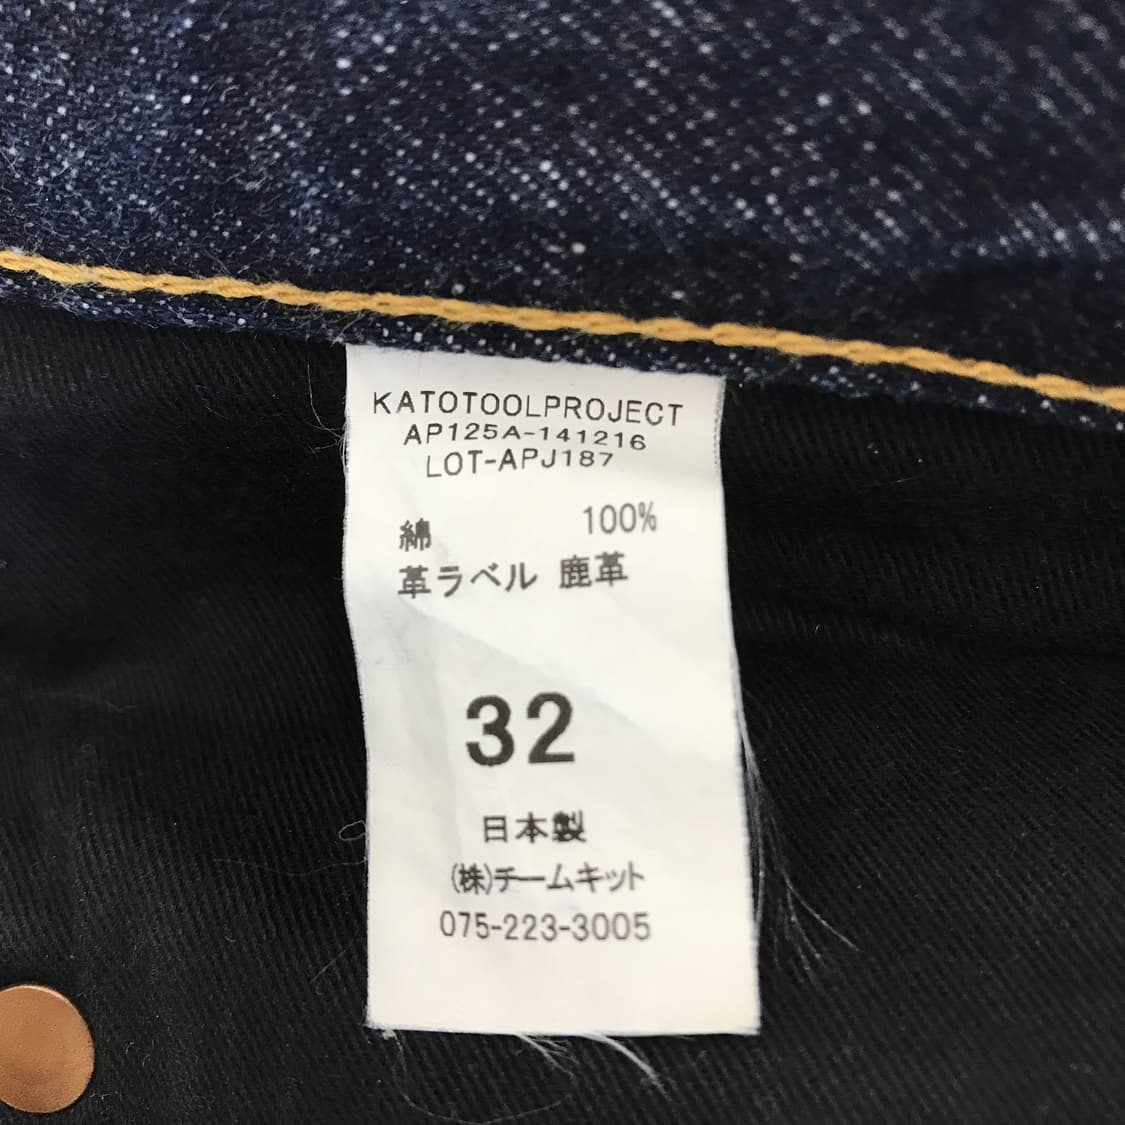 KATOTOOLPROJECT
AP125A-141216
LOT-APJ187
綿 100%
革ラベル 鹿革
32
日本製
(株)チームキット
075-223-3005